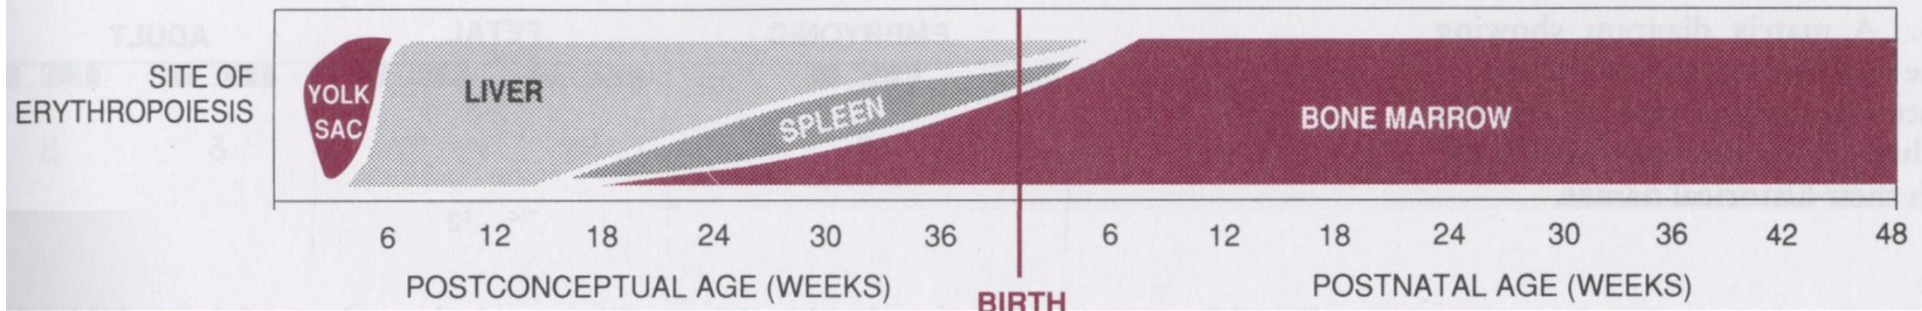 SITE OF
ERYTHROPOIESIS
YOLK
SAC
LIVER
SPLEEN
BONE MARROW
6 12 18 24 30 36 6 12 18 24 30 36 42 48
POSTCONCEPTUAL AGE (WEEKS) POSTNATAL AGE (WEEKS)
BIRTH